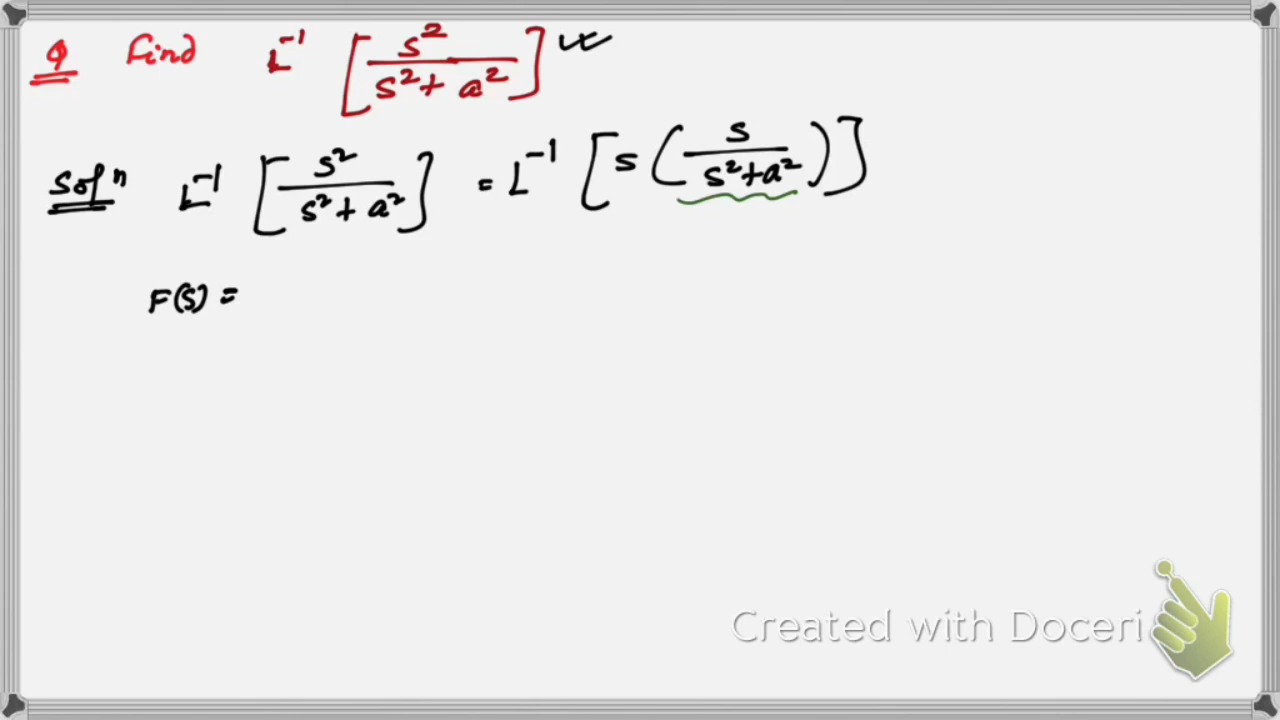 Q Find L⁻¹ [s²/(s²+a²)]
Solⁿ L⁻¹ [s²/(s²+a²)] = L⁻¹ [s (s/(s²+a²))]
F(s) =
Created with Doceri